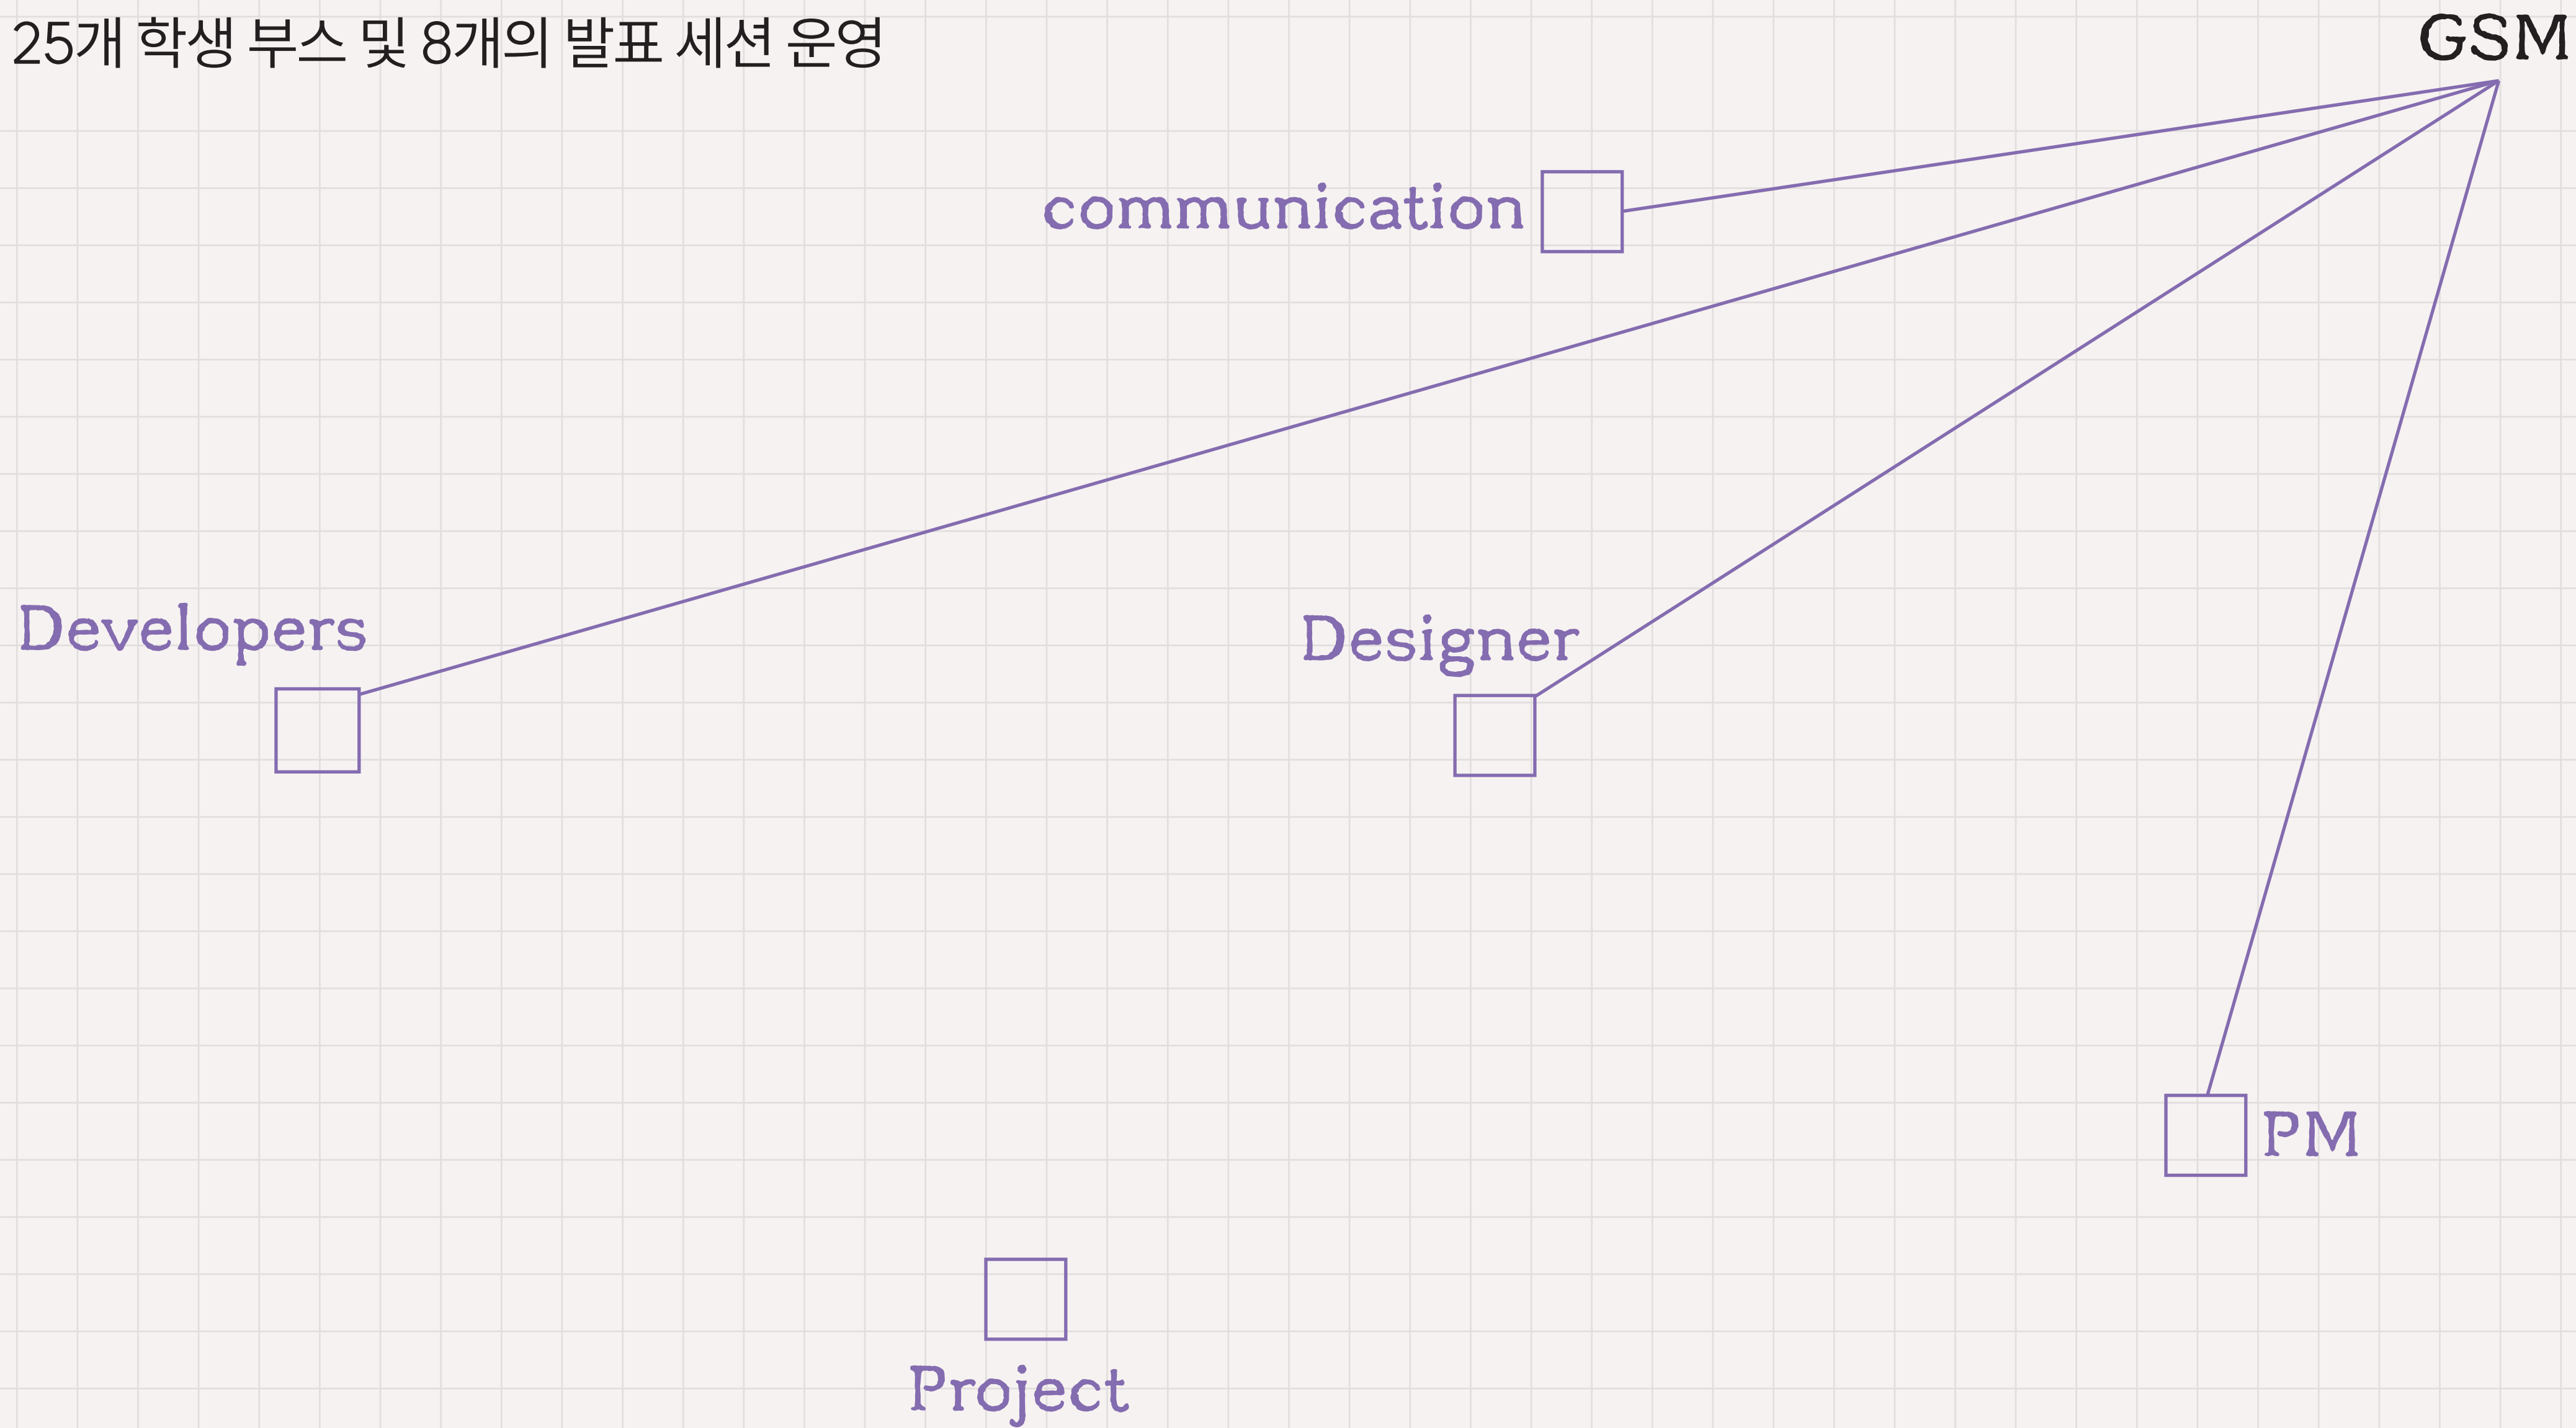 25개 학생 부스 및 8개의 발표 세션 운영
GSM
communication
Developers
Designer
PM
Project